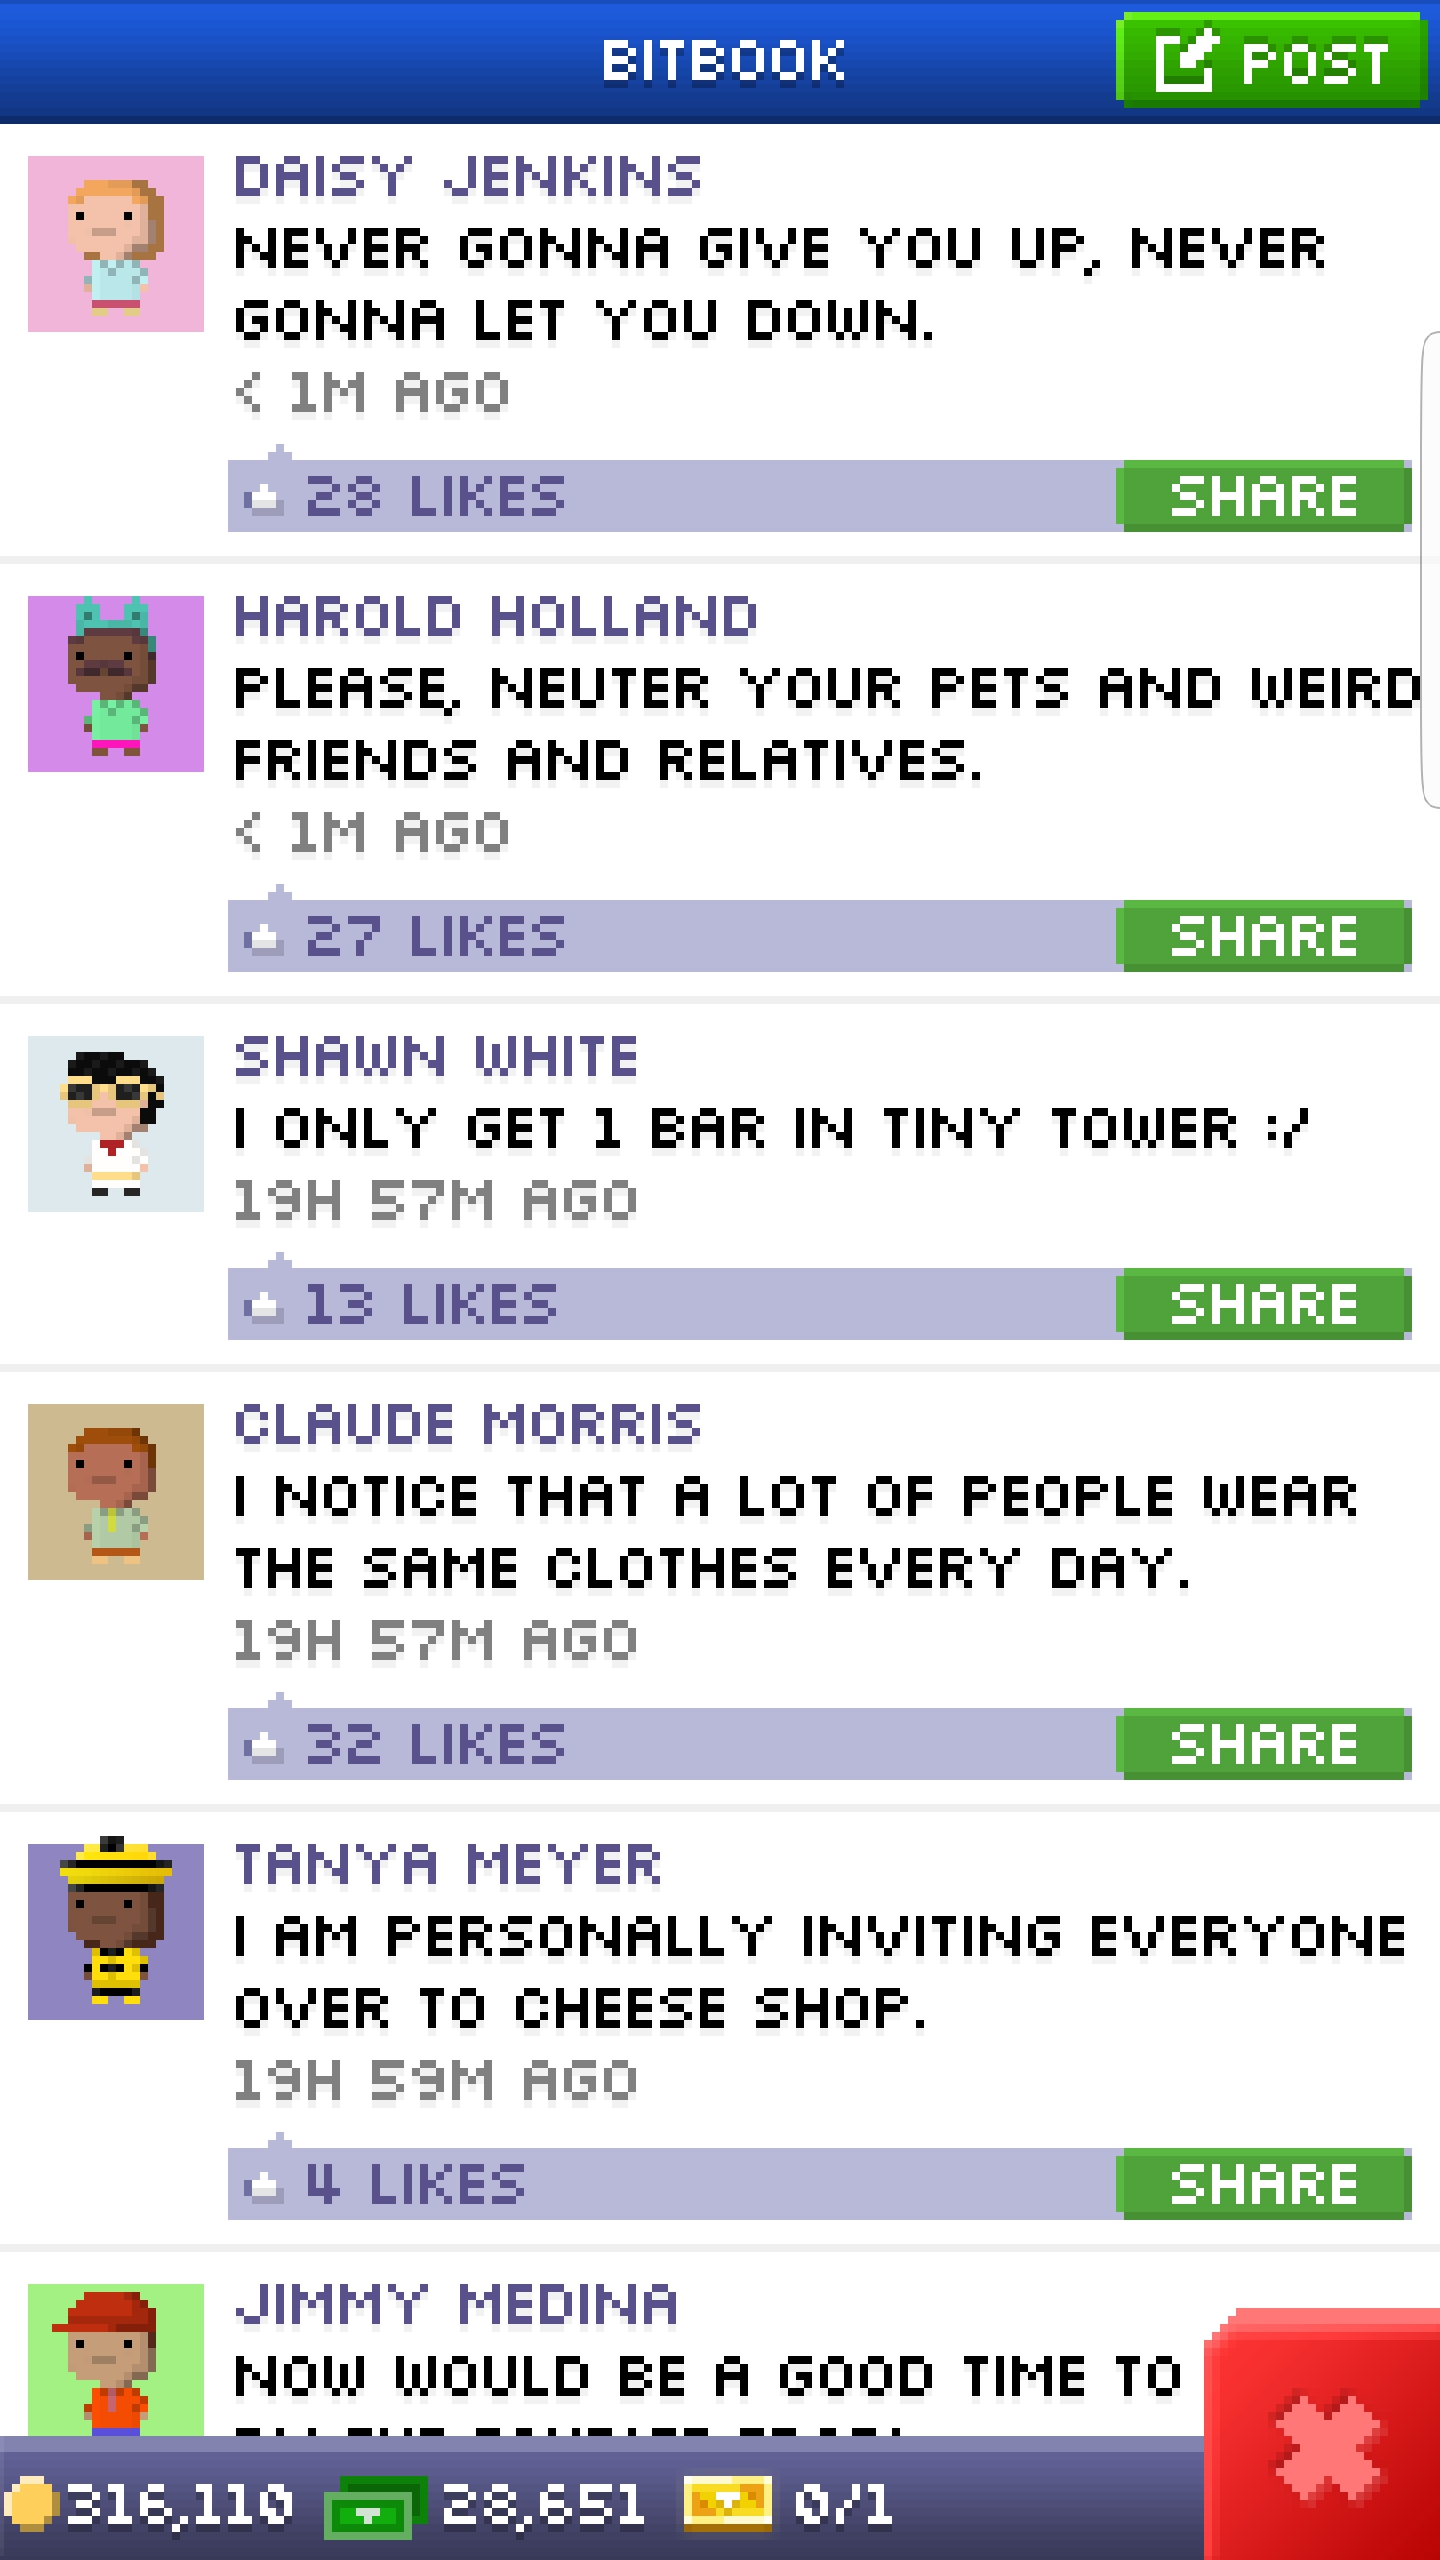 BITBOOK
POST
DAISY JENKINS
NEVER GONNA GIVE YOU UP, NEVER
GONNA LET YOU DOWN.
< 1M AGO
28 LIKES
SHARE
HAROLD HOLLAND
PLEASE, NEUTER YOUR PETS AND WEIRD
FRIENDS AND RELATIVES.
< 1M AGO
27 LIKES
SHARE
SHAWN WHITE
I ONLY GET 1 BAR IN TINY TOWER :/
19H 57M AGO
13 LIKES
SHARE
CLAUDE MORRIS
I NOTICE THAT A LOT OF PEOPLE WEAR
THE SAME CLOTHES EVERY DAY.
19H 57M AGO
32 LIKES
SHARE
TANYA MEYER
I AM PERSONALLY INVITING EVERYONE
OVER TO CHEESE SHOP.
19H 59M AGO
4 LIKES
SHARE
JIMMY MEDINA
NOW WOULD BE A GOOD TIME TO
316,110
28,651
0/1